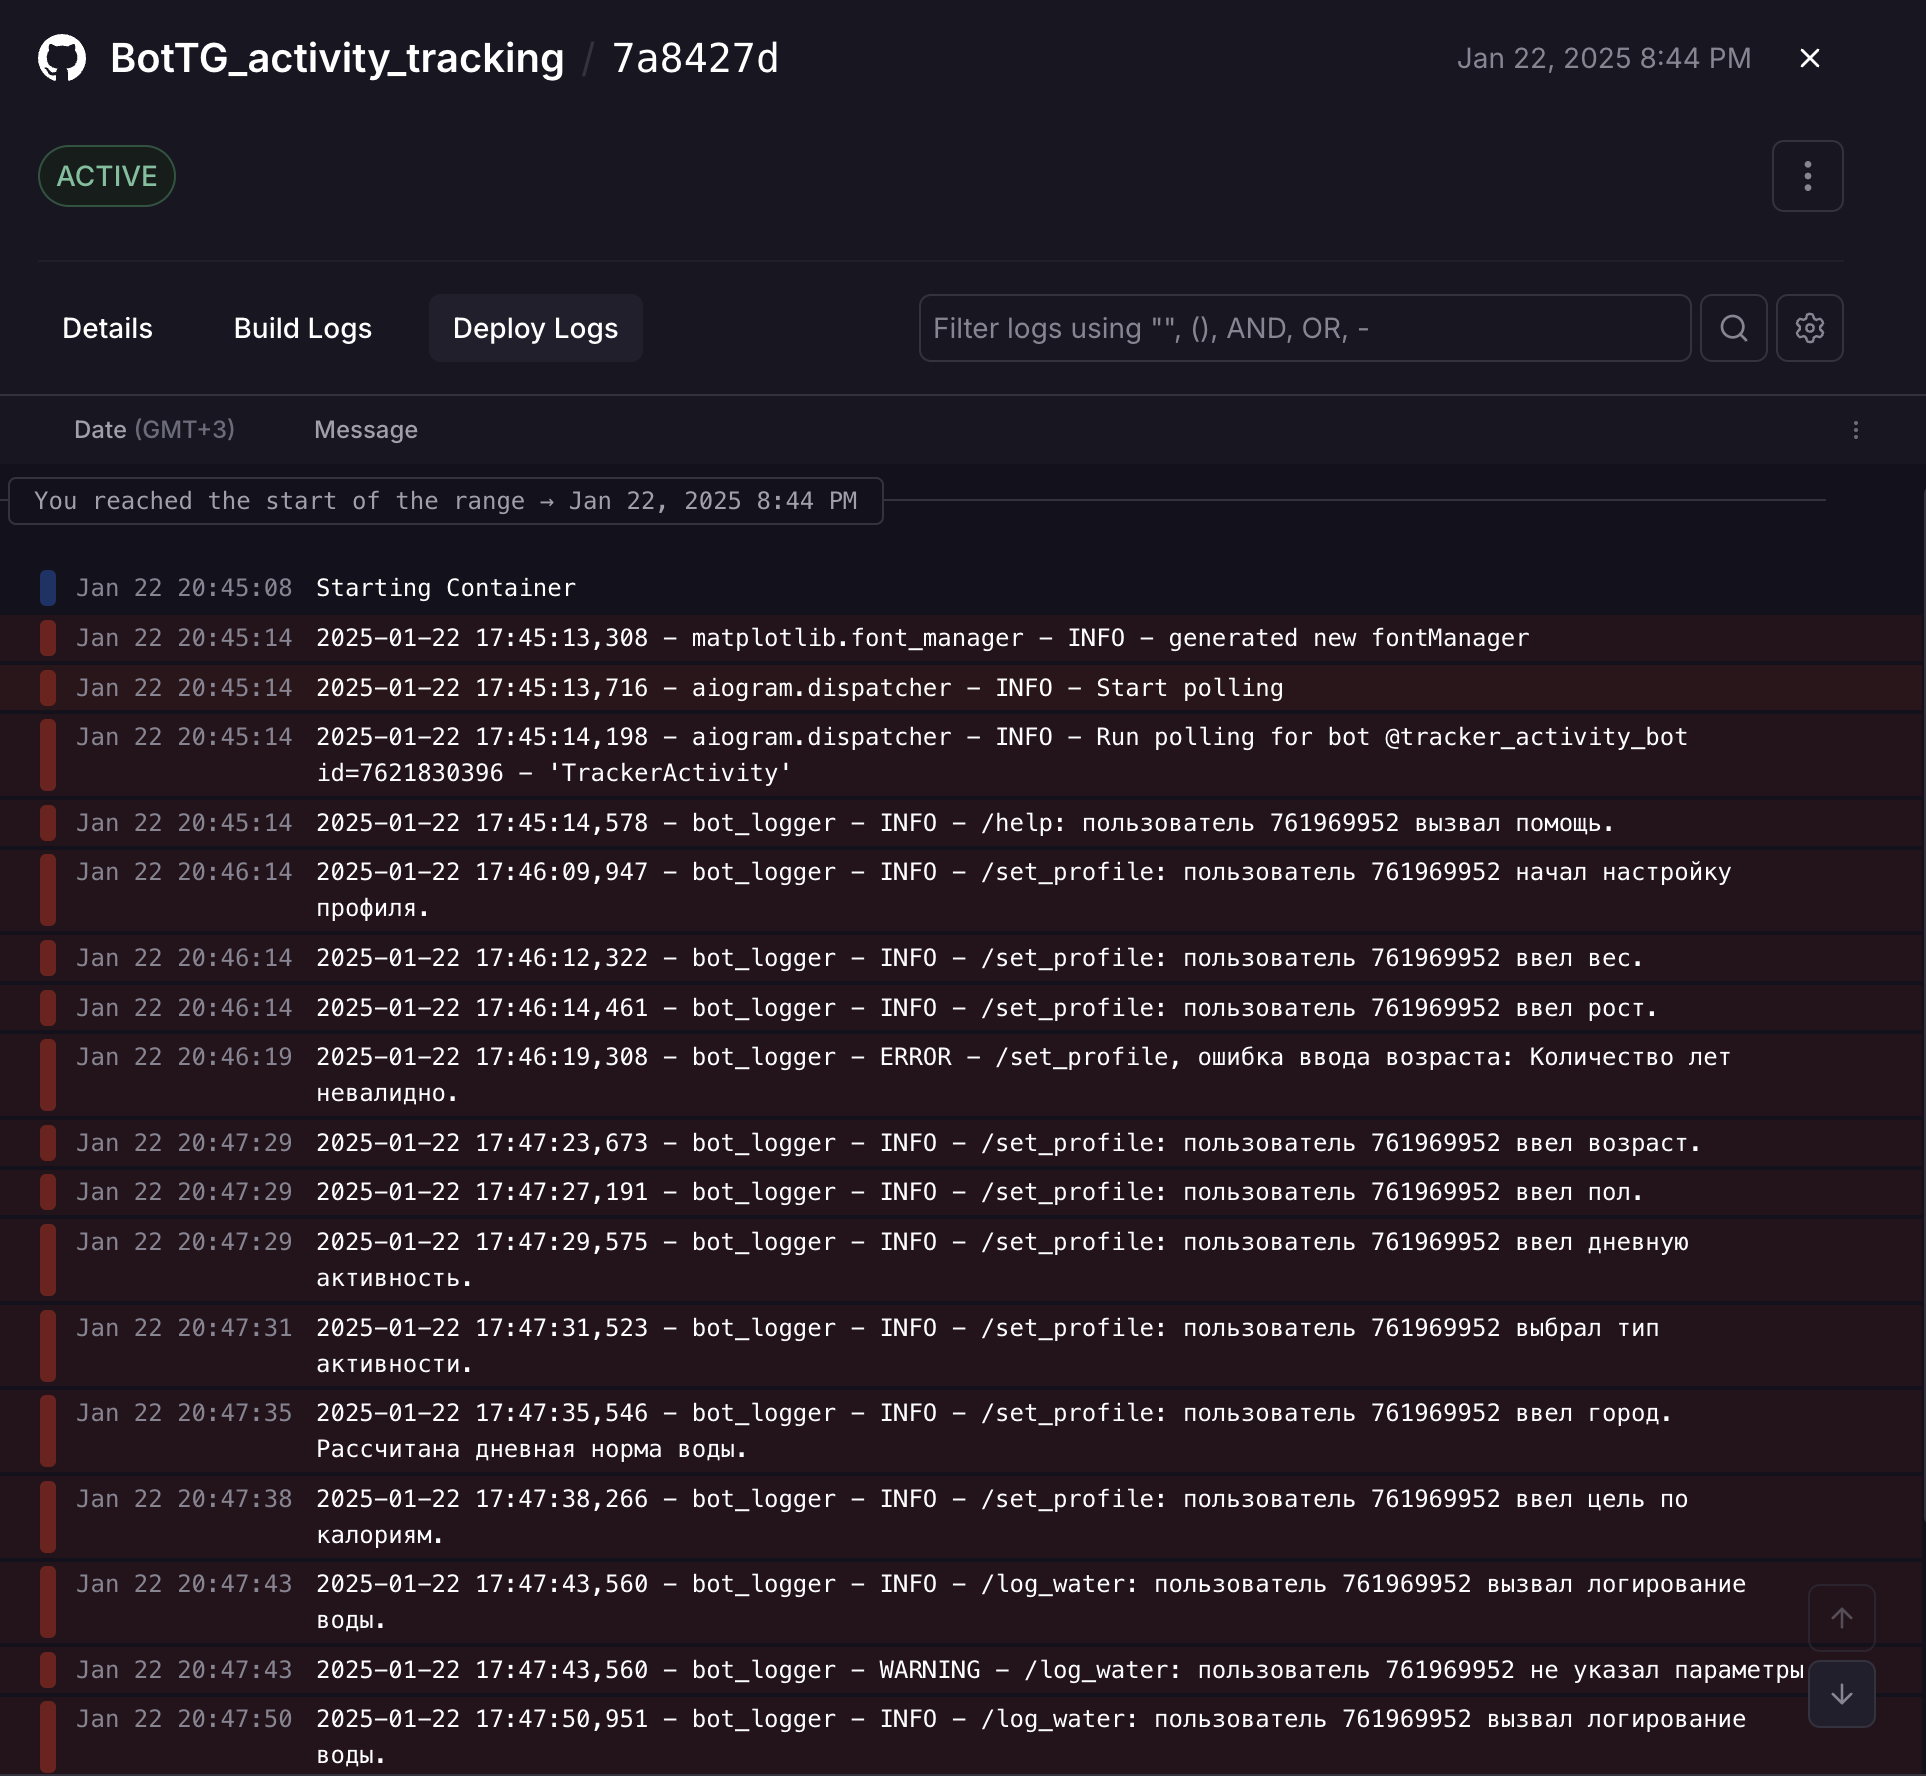 BotTG_activity_tracking / 7a8427d
Jan 22, 2025 8:44 PM
ACTIVE
Details
Build Logs
Deploy Logs
Filter logs using "", (), AND, OR, -
Date (GMT+3)
Message
You reached the start of the range → Jan 22, 2025 8:44 PM
Jan 22 20:45:08 Starting Container
Jan 22 20:45:14 2025-01-22 17:45:13,308 - matplotlib.font_manager - INFO - generated new fontManager
Jan 22 20:45:14 2025-01-22 17:45:13,716 - aiogram.dispatcher - INFO - Start polling
Jan 22 20:45:14 2025-01-22 17:45:14,198 - aiogram.dispatcher - INFO - Run polling for bot @tracker_activity_bot
id=7621830396 - 'TrackerActivity'
Jan 22 20:45:14 2025-01-22 17:45:14,578 - bot_logger - INFO - /help: пользователь 761969952 вызвал помощь.
Jan 22 20:46:14 2025-01-22 17:46:09,947 - bot_logger - INFO - /set_profile: пользователь 761969952 начал настройку
профиля.
Jan 22 20:46:14 2025-01-22 17:46:12,322 - bot_logger - INFO - /set_profile: пользователь 761969952 ввел вес.
Jan 22 20:46:14 2025-01-22 17:46:14,461 - bot_logger - INFO - /set_profile: пользователь 761969952 ввел рост.
Jan 22 20:46:19 2025-01-22 17:46:19,308 - bot_logger - ERROR - /set_profile, ошибка ввода возраста: Количество лет
невалидно.
Jan 22 20:47:29 2025-01-22 17:47:23,673 - bot_logger - INFO - /set_profile: пользователь 761969952 ввел возраст.
Jan 22 20:47:29 2025-01-22 17:47:27,191 - bot_logger - INFO - /set_profile: пользователь 761969952 ввел пол.
Jan 22 20:47:29 2025-01-22 17:47:29,575 - bot_logger - INFO - /set_profile: пользователь 761969952 ввел дневную
активность.
Jan 22 20:47:31 2025-01-22 17:47:31,523 - bot_logger - INFO - /set_profile: пользователь 761969952 выбрал тип
активности.
Jan 22 20:47:35 2025-01-22 17:47:35,546 - bot_logger - INFO - /set_profile: пользователь 761969952 ввел город.
Рассчитана дневная норма воды.
Jan 22 20:47:38 2025-01-22 17:47:38,266 - bot_logger - INFO - /set_profile: пользователь 761969952 ввел цель по
калориям.
Jan 22 20:47:43 2025-01-22 17:47:43,560 - bot_logger - INFO - /log_water: пользователь 761969952 вызвал логирование
воды.
Jan 22 20:47:43 2025-01-22 17:47:43,560 - bot_logger - WARNING - /log_water: пользователь 761969952 не указал параметры
Jan 22 20:47:50 2025-01-22 17:47:50,951 - bot_logger - INFO - /log_water: пользователь 761969952 вызвал логирование
воды.